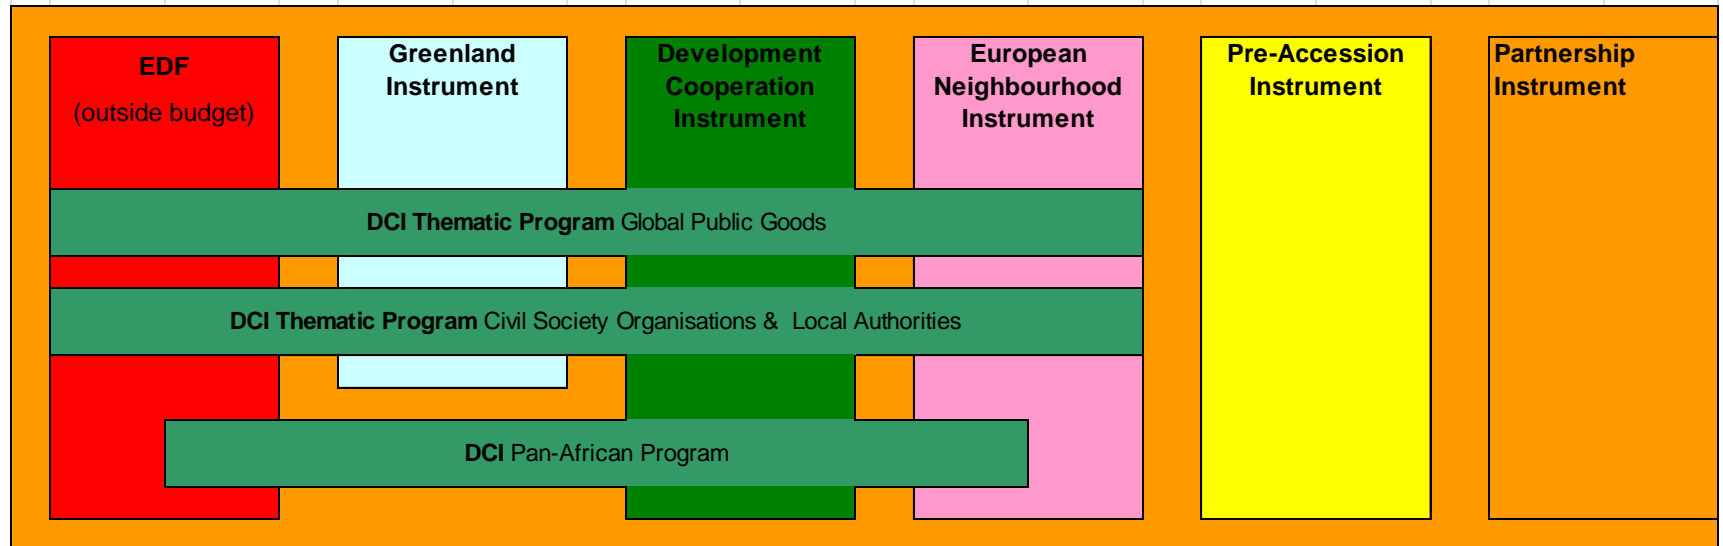 EDF
(outside budget)
Greenland
Instrument
Development
Cooperation
Instrument
European
Neighbourhood
Instrument
Pre-Accession
Instrument
Partnership
Instrument
DCI Thematic Program Global Public Goods
DCI Thematic Program Civil Society Organisations &  Local Authorities
DCI Pan-African Program